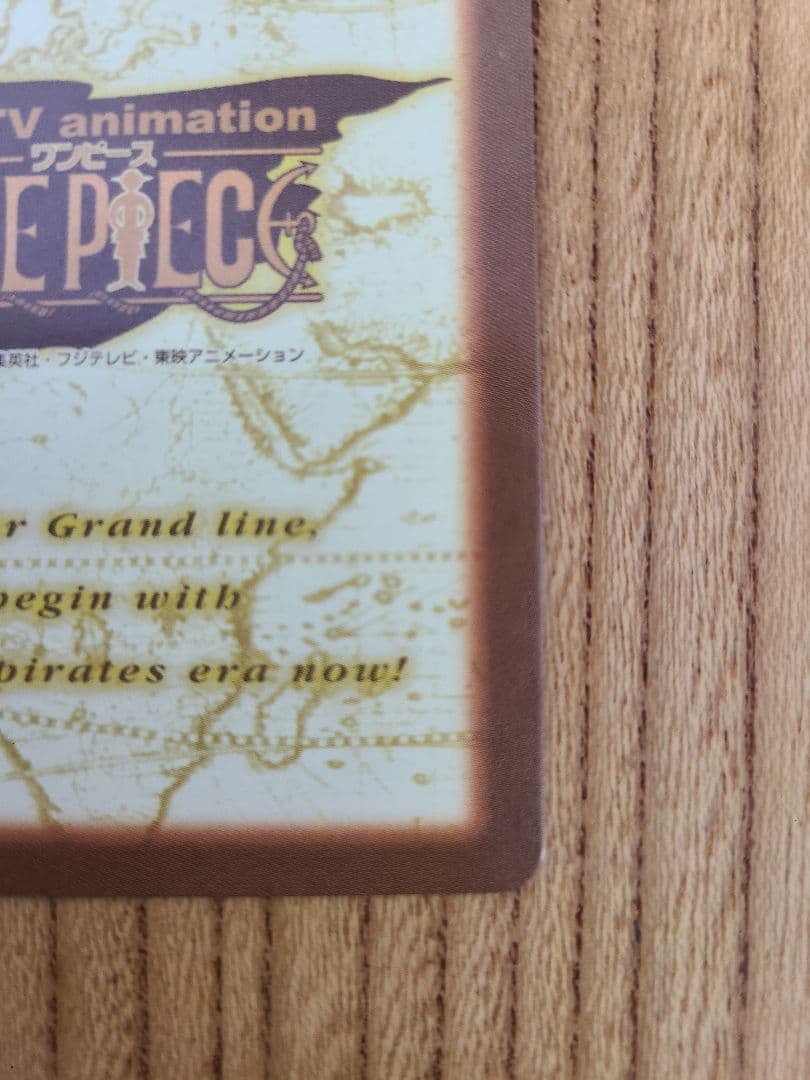 TV animation
ワンピース
E PIECE
集英社・フジテレビ・東映アニメーション
r Grand line,
begin with
pirates era now!